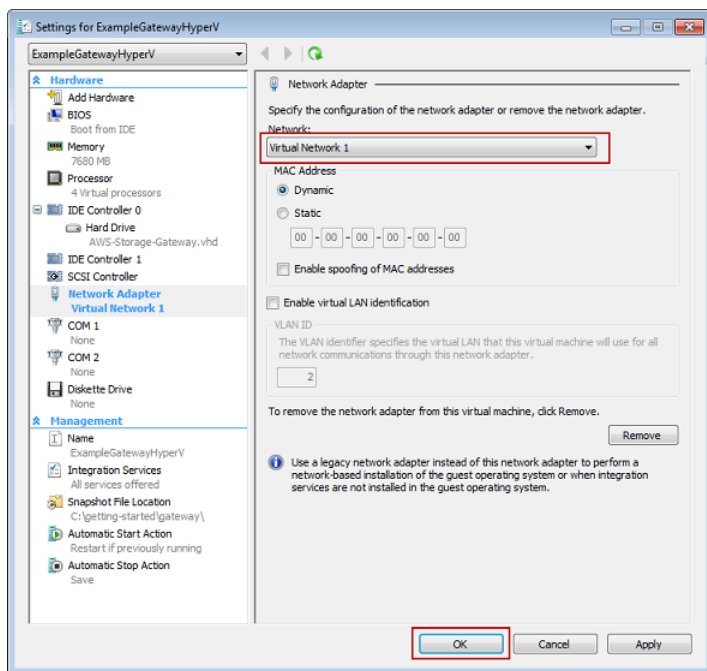 Settings for ExampleGatewayHyperV
ExampleGatewayHyperV
Hardware
Add Hardware
BIOS
Boot from IDE
Memory
7680 MB
Processor
4 Virtual processors
IDE Controller 0
Hard Drive
AWS-Storage-Gateway.vhd
IDE Controller 1
SCSI Controller
Network Adapter
Virtual Network 1
COM 1
None
COM 2
None
Diskette Drive
None
Management
Name
ExampleGatewayHyperV
Integration Services
All services offered
Snapshot File Location
C:\getting-started\gateway\
Automatic Start Action
Restart if previously running
Automatic Stop Action
Save
Network Adapter
Specify the configuration of the network adapter or remove the network adapter.
Network:
Virtual Network 1
MAC Address
Dynamic
Static
00 - 00 - 00 - 00 - 00 - 00
Enable spoofing of MAC addresses
Enable virtual LAN identification
VLAN ID
The VLAN identifier specifies the virtual LAN that this virtual machine will use for all
network communications through this network adapter.
2
To remove the network adapter from this virtual machine, click Remove.
Remove
Use a legacy network adapter instead of this network adapter to perform a
network-based installation of the guest operating system or when integration
services are not installed in the guest operating system.
OK
Cancel
Apply